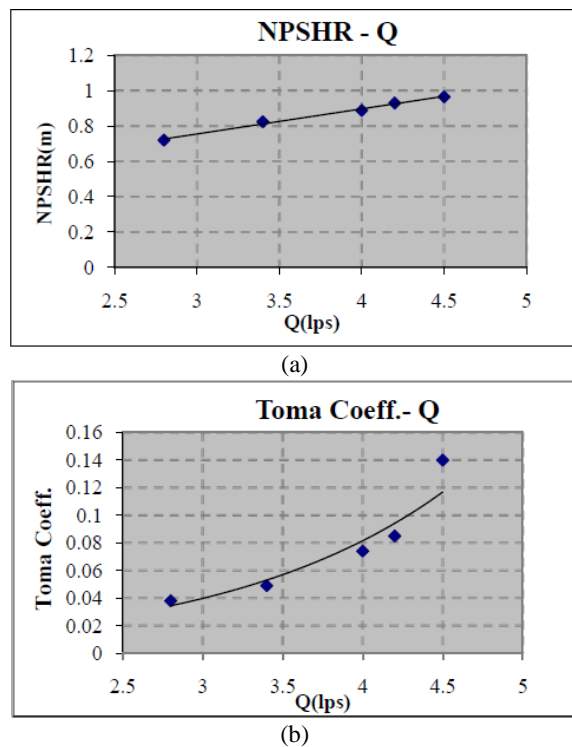 NPSHR - Q
1.2
1
0.8
0.6
0.4
0.2
0
NPSHR(m)
2.5 3 3.5 4 4.5 5
Q(lps)
(a)
Toma Coeff.- Q
0.16
0.14
0.12
0.1
0.08
0.06
0.04
0.02
0
Toma Coeff.
2.5 3 3.5 4 4.5 5
Q(lps)
(b)